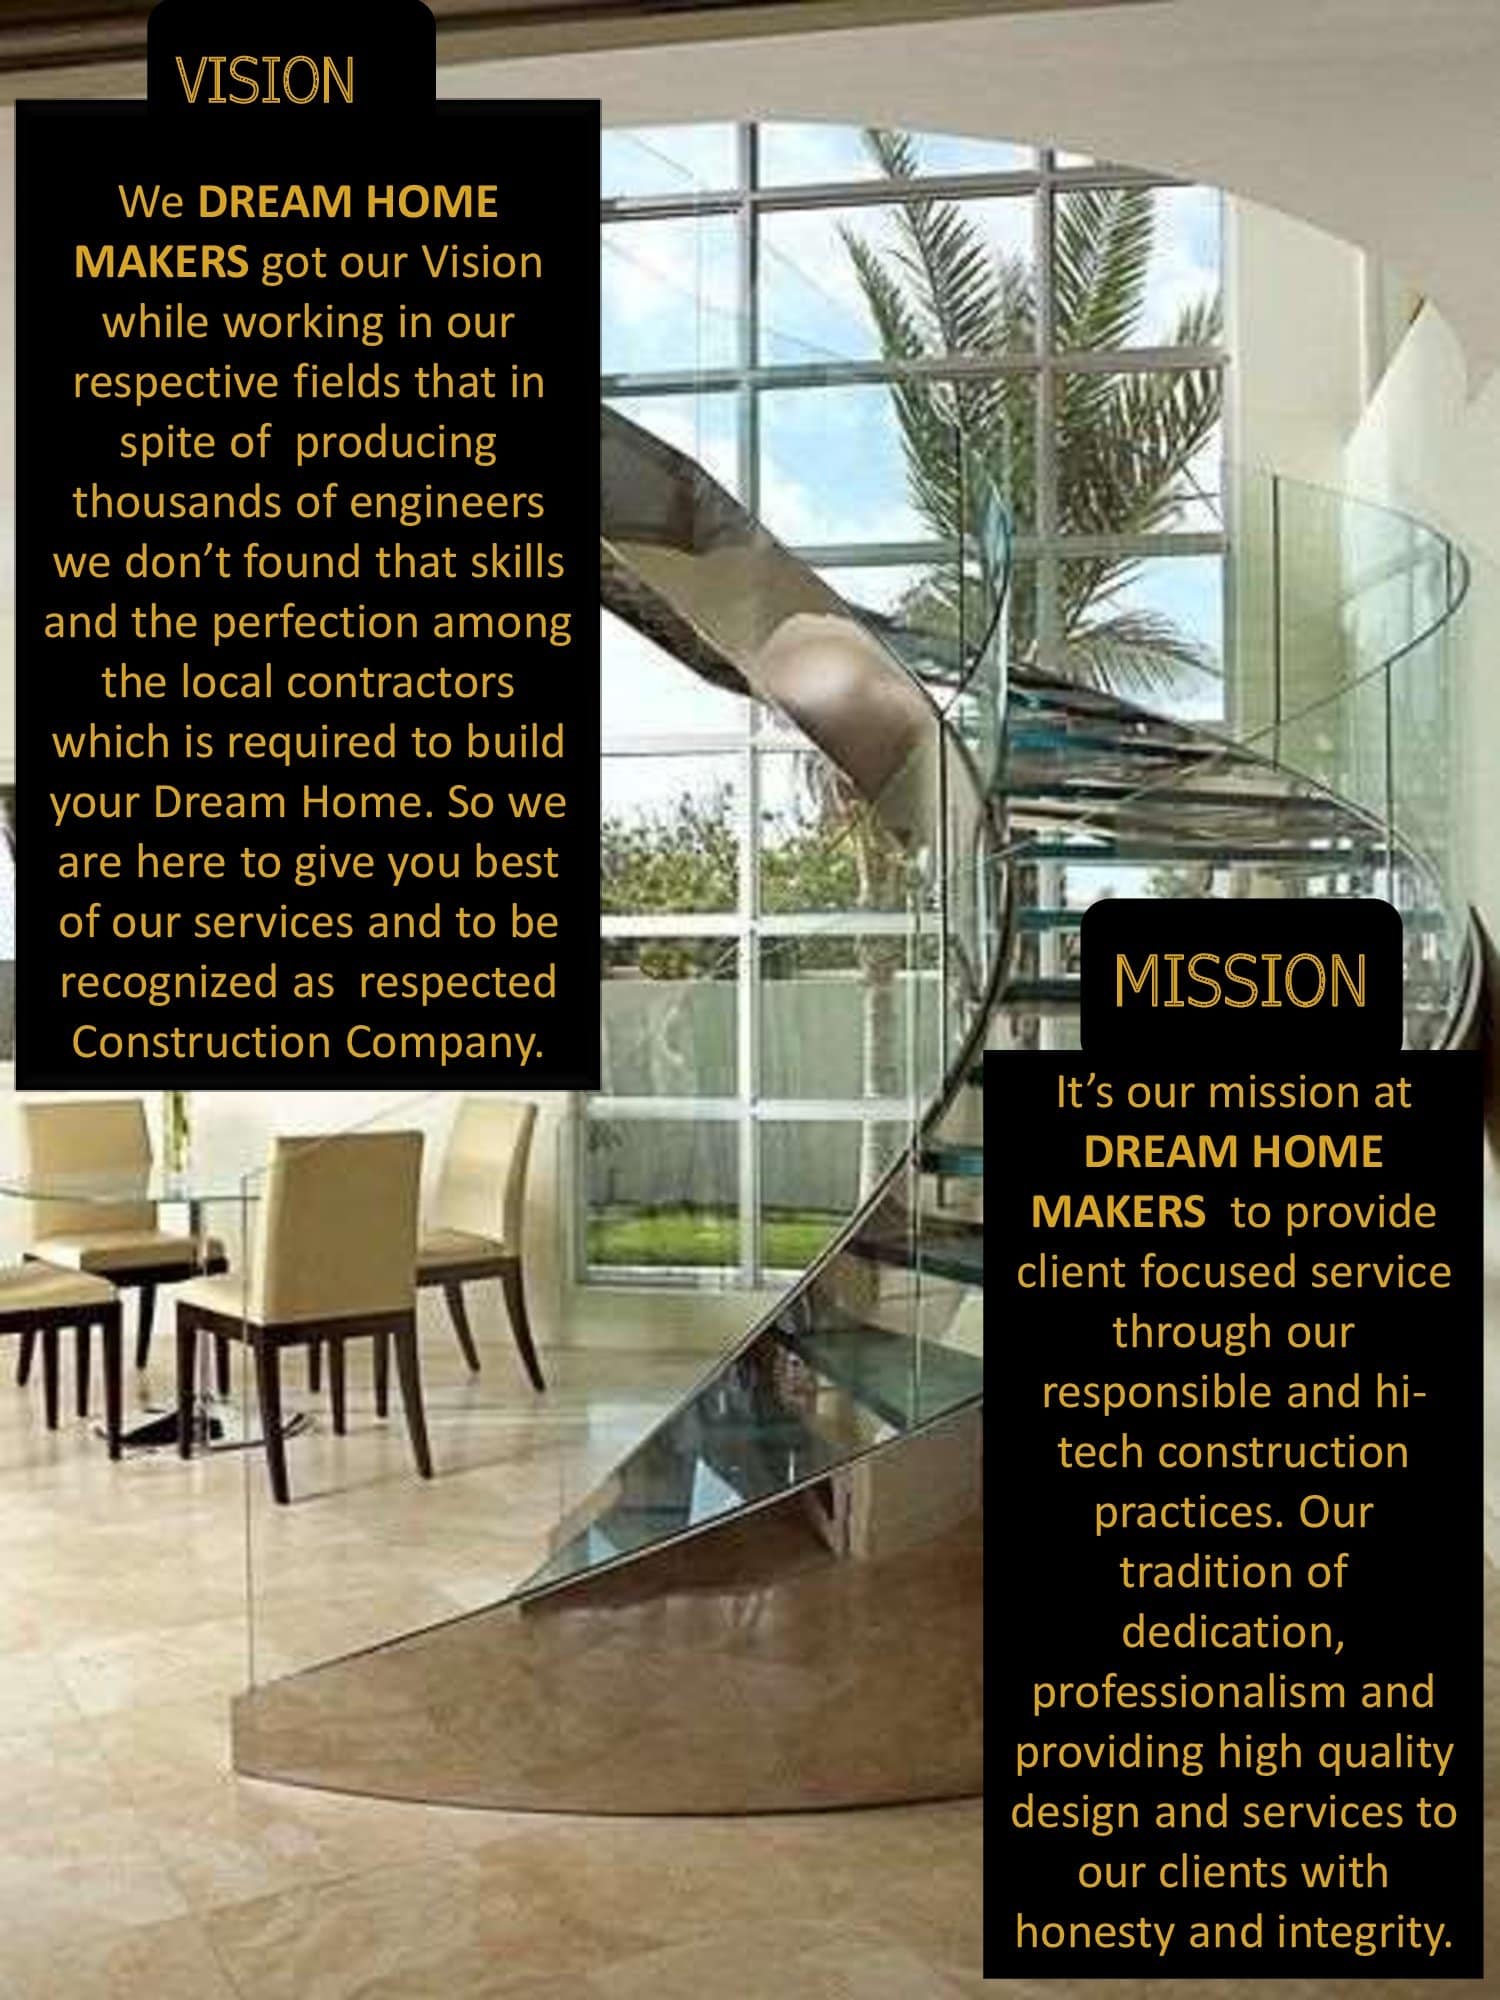 VISION
We DREAM HOME
MAKERS got our Vision
while working in our
respective fields that in
spite of  producing
thousands of engineers
we don’t found that skills
and the perfection among
the local contractors
which is required to build
your Dream Home. So we
are here to give you best
of our services and to be
recognized as  respected
Construction Company.
MISSION
It’s our mission at
DREAM HOME
MAKERS  to provide
client focused service
through our
responsible and hi-
tech construction
practices. Our
tradition of
dedication,
professionalism and
providing high quality
design and services to
our clients with
honesty and integrity.